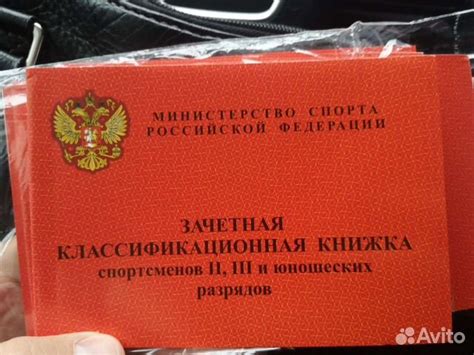 МИНИСТЕРСТВО СПОРТА
РОССИЙСКОЙ ФЕДЕРАЦИИ
ЗАЧЕТНАЯ
КЛАССИФИКАЦИОННАЯ КНИЖКА
спортсменов II, III и юношеских
разрядов
Avito